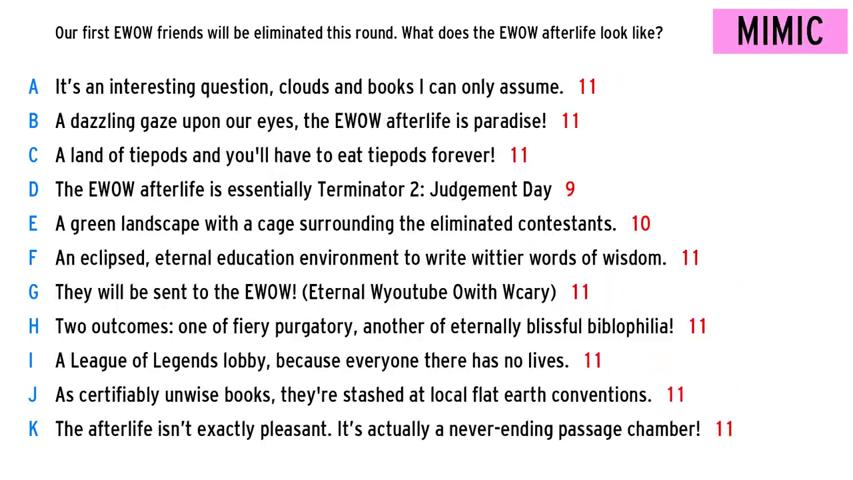 Our first EWOW friends will be eliminated this round. What does the EWOW afterlife look like?
MIMIC
A It's an interesting question, clouds and books I can only assume. 11
B A dazzling gaze upon our eyes, the EWOW afterlife is paradise! 11
C A land of tiepods and you'll have to eat tiepods forever! 11
D The EWOW afterlife is essentially Terminator 2: Judgement Day 9
E A green landscape with a cage surrounding the eliminated contestants. 10
F An eclipsed, eternal education environment to write wittier words of wisdom. 11
G They will be sent to the EWOW! (Eternal Wyoutube Owith Wcary) 11
H Two outcomes: one of fiery purgatory, another of eternally blissful biblophilia! 11
I A League of Legends lobby, because everyone there has no lives. 11
J As certifiably unwise books, they're stashed at local flat earth conventions. 11
K The afterlife isn't exactly pleasant. It's actually a never-ending passage chamber! 11